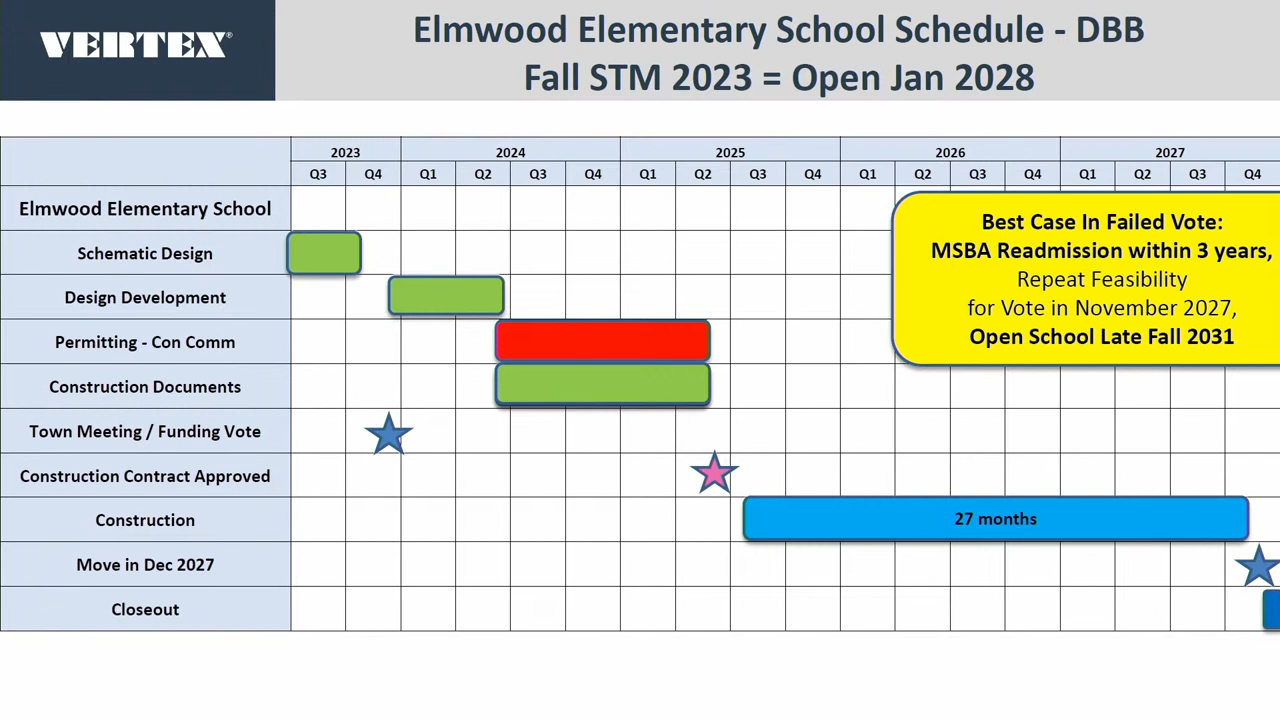 VERTEX®
Elmwood Elementary School Schedule - DBB
Fall STM 2023 = Open Jan 2028
2023 2024 2025 2026 2027
Q3 Q4 Q1 Q2 Q3 Q4 Q1 Q2 Q3 Q4 Q1 Q2 Q3 Q4 Q1 Q2 Q3 Q4
Elmwood Elementary School
Schematic Design
Design Development
Permitting - Con Comm
Construction Documents
Town Meeting / Funding Vote
Construction Contract Approved
Construction
27 months
Move in Dec 2027
Closeout
Best Case In Failed Vote:
MSBA Readmission within 3 years,
Repeat Feasibility
for Vote in November 2027,
Open School Late Fall 2031